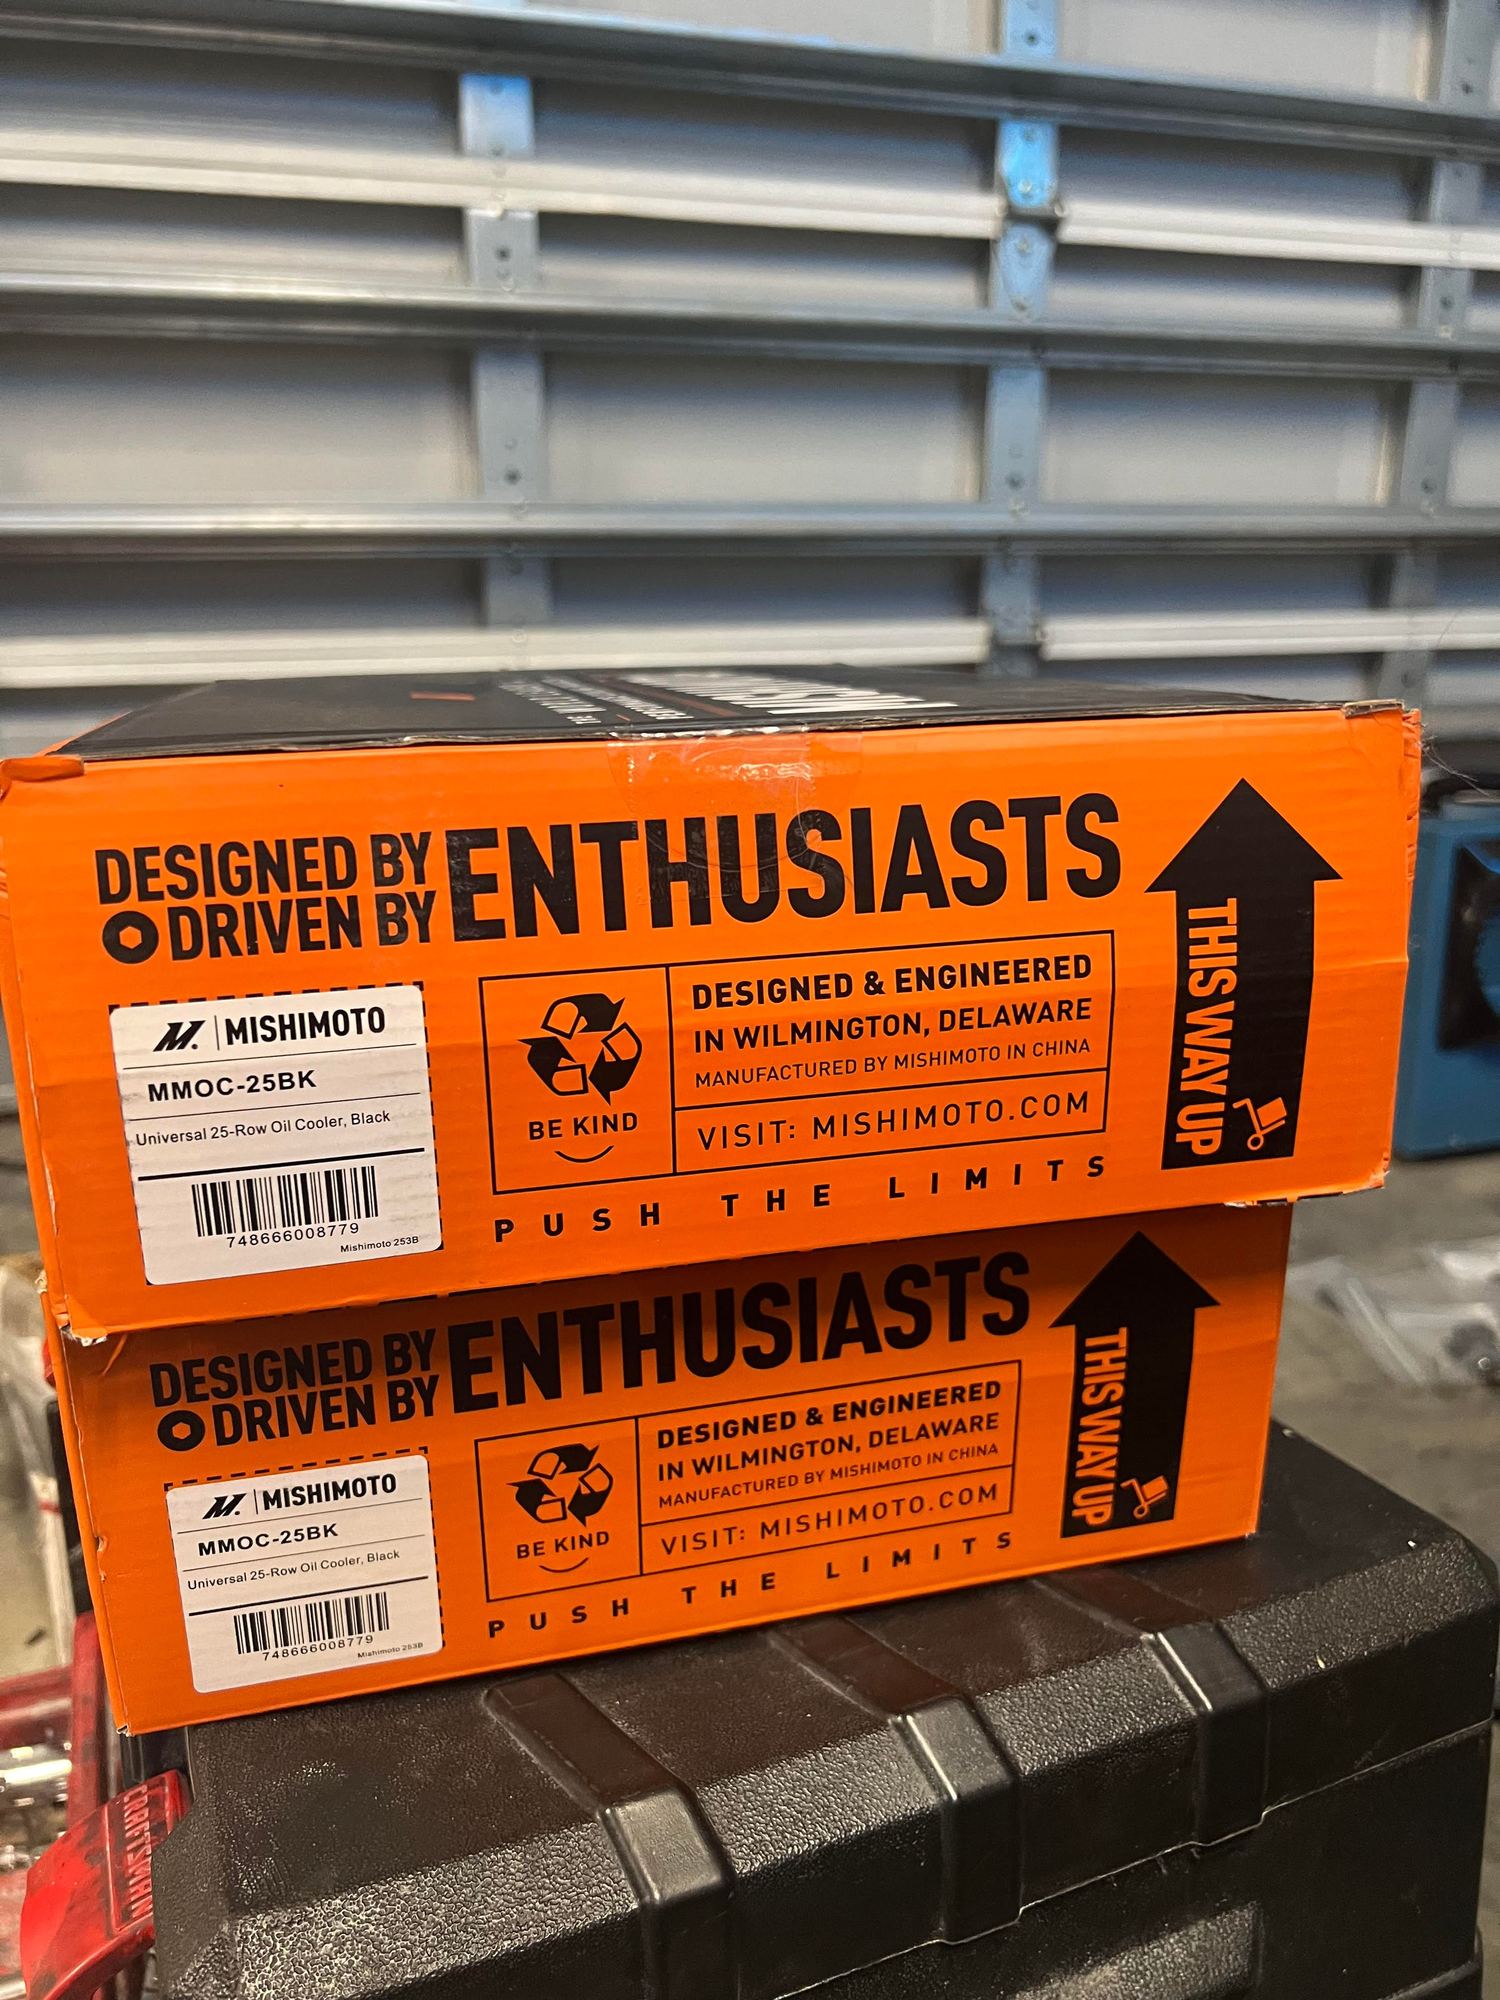 DESIGNED BY
DRIVEN BY
ENTHUSIASTS
THIS WAY UP
MISHIMOTO
MMOC-25BK
Universal 25-Row Oil Cooler, Black
748666008779
Mishimoto 253B
BE KIND
DESIGNED & ENGINEERED
IN WILMINGTON, DELAWARE
MANUFACTURED BY MISHIMOTO IN CHINA
VISIT: MISHIMOTO.COM
PUSH THE LIMITS
DESIGNED BY
DRIVEN BY
ENTHUSIASTS
THIS WAY UP
MISHIMOTO
MMOC-25BK
Universal 25-Row Oil Cooler, Black
748666008779
Mishimoto 253B
BE KIND
DESIGNED & ENGINEERED
IN WILMINGTON, DELAWARE
MANUFACTURED BY MISHIMOTO IN CHINA
VISIT: MISHIMOTO.COM
PUSH THE LIMITS
CRAFTSMAN